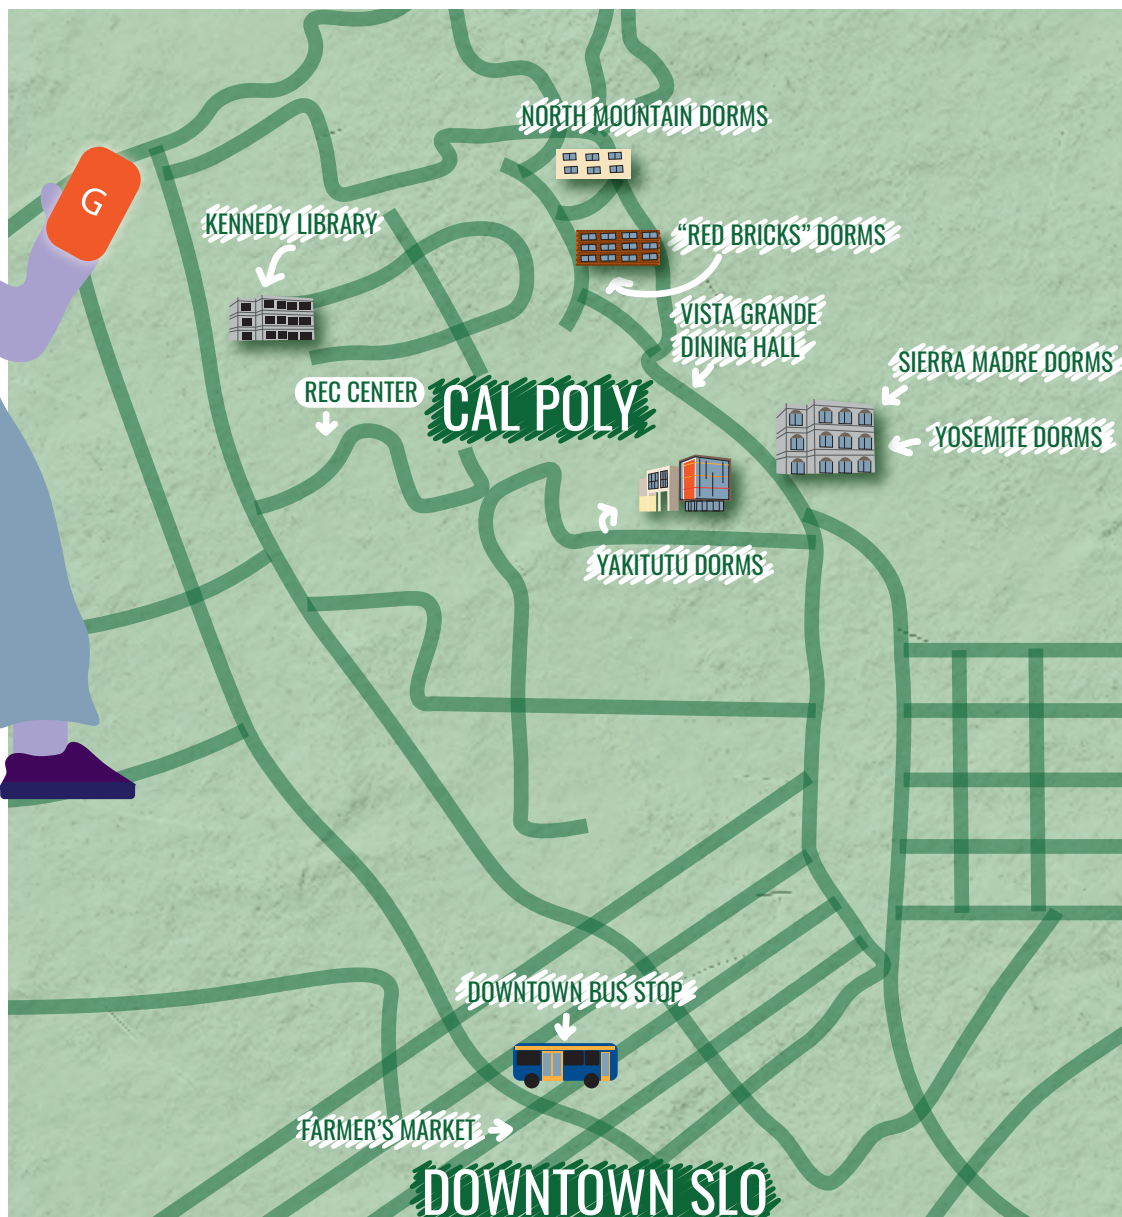 NORTH MOUNTAIN DORMS
G
KENNEDY LIBRARY
“RED BRICKS” DORMS
VISTA GRANDE
DINING HALL
SIERRA MADRE DORMS
REC CENTER
CAL POLY
YOSEMITE DORMS
YAKITUTU DORMS
DOWNTOWN BUS STOP
FARMER’S MARKET
DOWNTOWN SLO